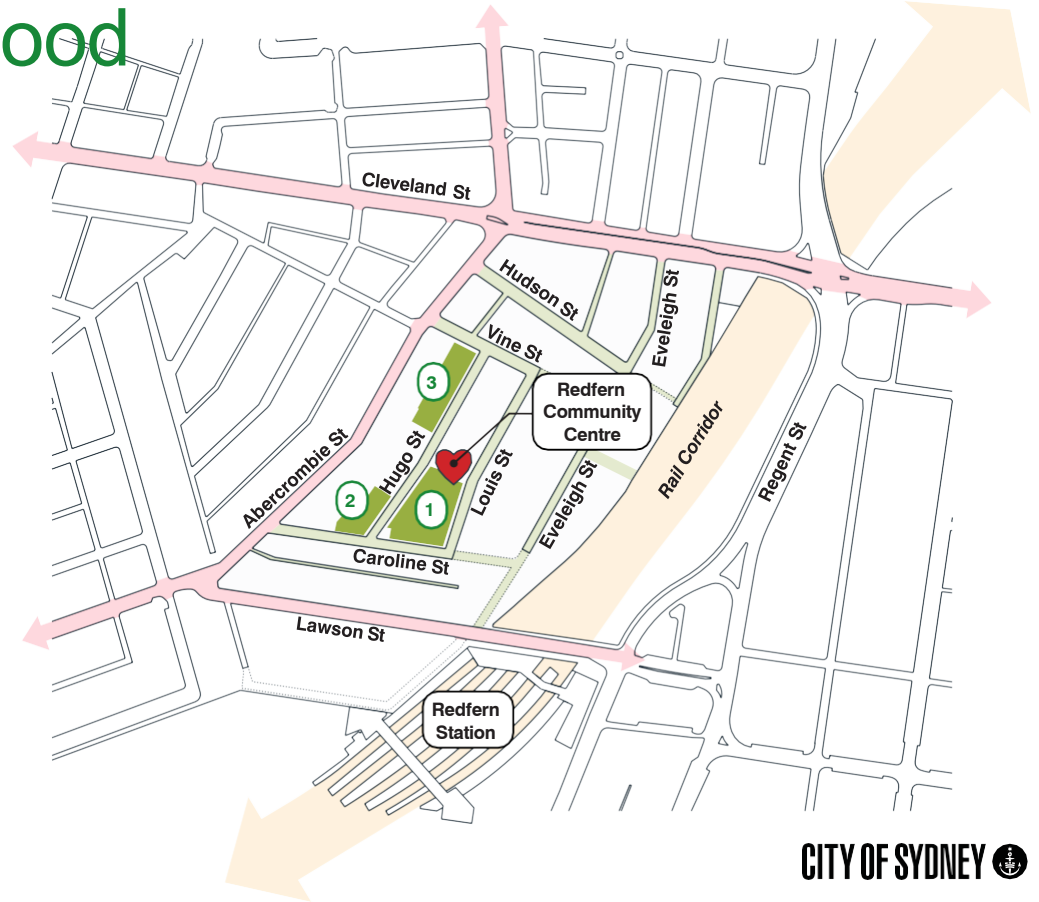 ood
Cleveland St
Hudson St
Eveleigh St
Vine St
3
Redfern
Community
Centre
Hugo St
Abercrombie St
Louis St
Rail Corridor
Regent St
2
1
Eveleigh St
Caroline St
Lawson St
Redfern
Station
CITY OF SYDNEY